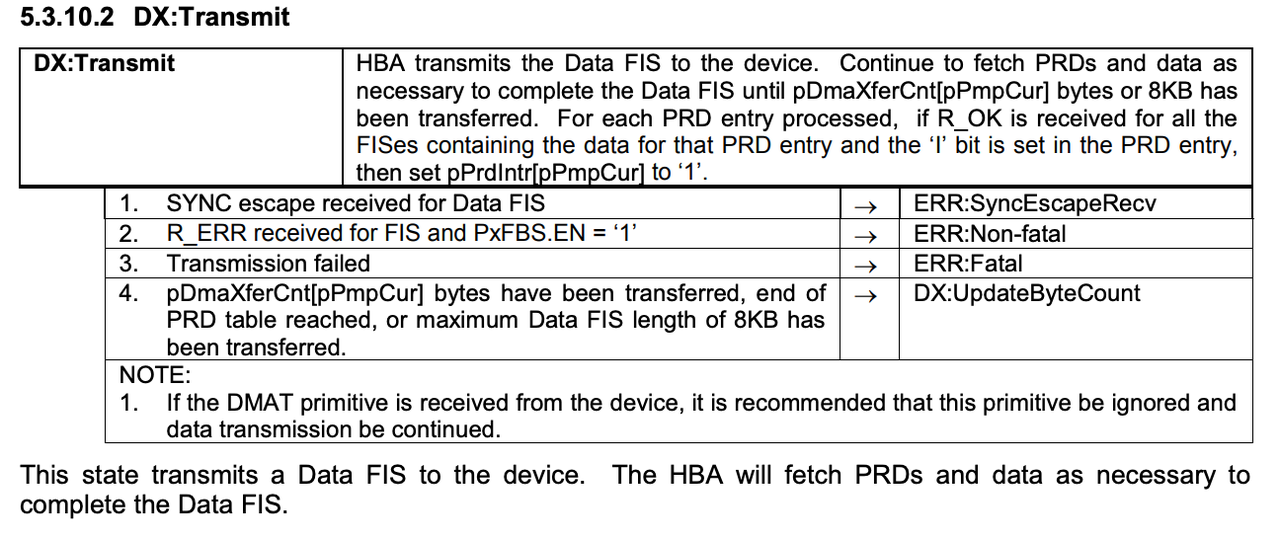 5.3.10.2 DX:Transmit
DX:Transmit
HBA transmits the Data FIS to the device. Continue to fetch PRDs and data as
necessary to complete the Data FIS until pDmaXferCnt[pPmpCur] bytes or 8KB has
been transferred. For each PRD entry processed, if R_OK is received for all the
FISes containing the data for that PRD entry and the ‘I’ bit is set in the PRD entry,
then set pPrdIntr[pPmpCur] to ‘1’.
1. SYNC escape received for Data FIS → ERR:SyncEscapeRecv
2. R_ERR received for FIS and PxFBS.EN = ‘1’ → ERR:Non-fatal
3. Transmission failed → ERR:Fatal
4. pDmaXferCnt[pPmpCur] bytes have been transferred, end of → DX:UpdateByteCount
PRD table reached, or maximum Data FIS length of 8KB has
been transferred.
NOTE:
1. If the DMAT primitive is received from the device, it is recommended that this primitive be ignored and
data transmission be continued.
This state transmits a Data FIS to the device. The HBA will fetch PRDs and data as necessary to
complete the Data FIS.